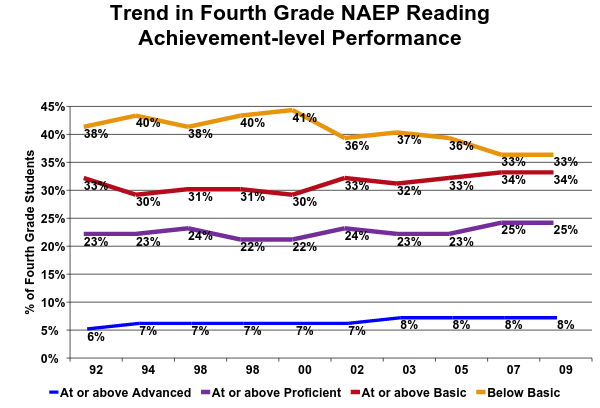 Trend in Fourth Grade NAEP Reading
Achievement-level Performance
% of Fourth Grade Students
45%
40%
35%
30%
25%
20%
15%
10%
5%
0%
38% 40% 38% 40% 41% 36% 37% 36% 33% 33%
33% 30% 31% 31% 30% 33% 32% 33% 34% 34%
23% 23% 24% 22% 22% 24% 23% 23% 25% 25%
6% 7% 7% 7% 7% 7% 8% 8% 8% 8%
92 94 98 98 00 02 03 05 07 09
At or above Advanced At or above Proficient At or above Basic Below Basic